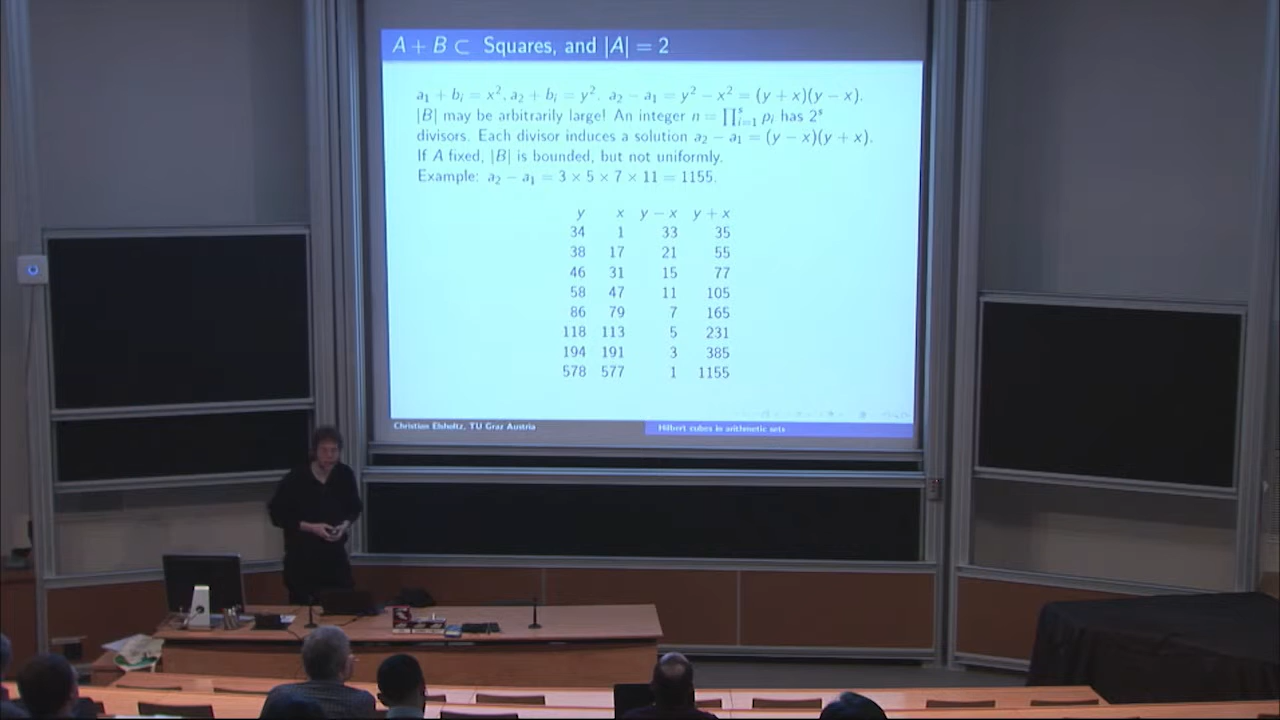 A + B ⊂ Squares, and |A| = 2
a₁ + bᵢ = x², a₂ + bᵢ = y². a₂ − a₁ = y² − x² = (y + x)(y − x).
|B| may be arbitrarily large! An integer n = ∏ˢᵢ₌₁ pᵢ has 2ˢ
divisors. Each divisor induces a solution a₂ − a₁ = (y − x)(y + x).
If A fixed, |B| is bounded, but not uniformly.
Example: a₂ − a₁ = 3 × 5 × 7 × 11 = 1155.
y x y − x y + x
34 1 33 35
38 17 21 55
46 31 15 77
58 47 11 105
86 79 7 165
118 113 5 231
194 191 3 385
578 577 1 1155
Christian Elsholtz, TU Graz Austria
Hilbert cubes in arithmetic sets